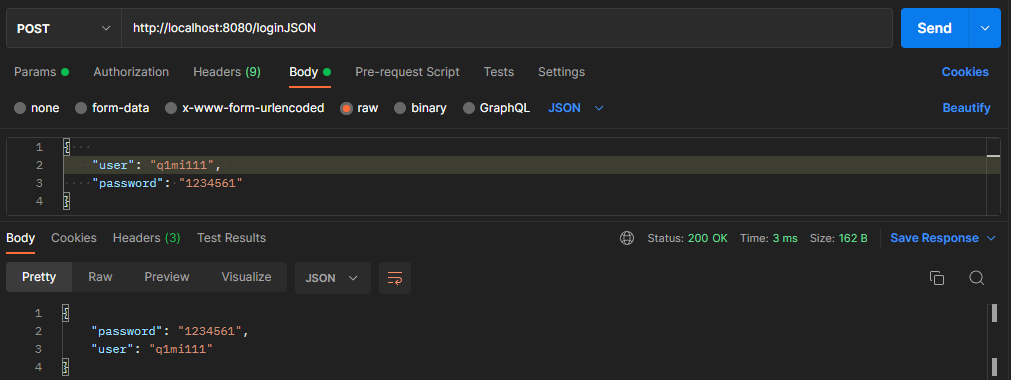 POST http://localhost:8080/loginJSON Send
Params Authorization Headers (9) Body Pre-request Script Tests Settings Cookies
none form-data x-www-form-urlencoded raw binary GraphQL JSON Beautify
1 {
2 "user": "q1mi111",
3 "password": "1234561"
4 }
Body Cookies Headers (3) Test Results Status: 200 OK Time: 3 ms Size: 162 B Save Response
Pretty Raw Preview Visualize JSON
1 {
2 "password": "1234561",
3 "user": "q1mi111"
4 }